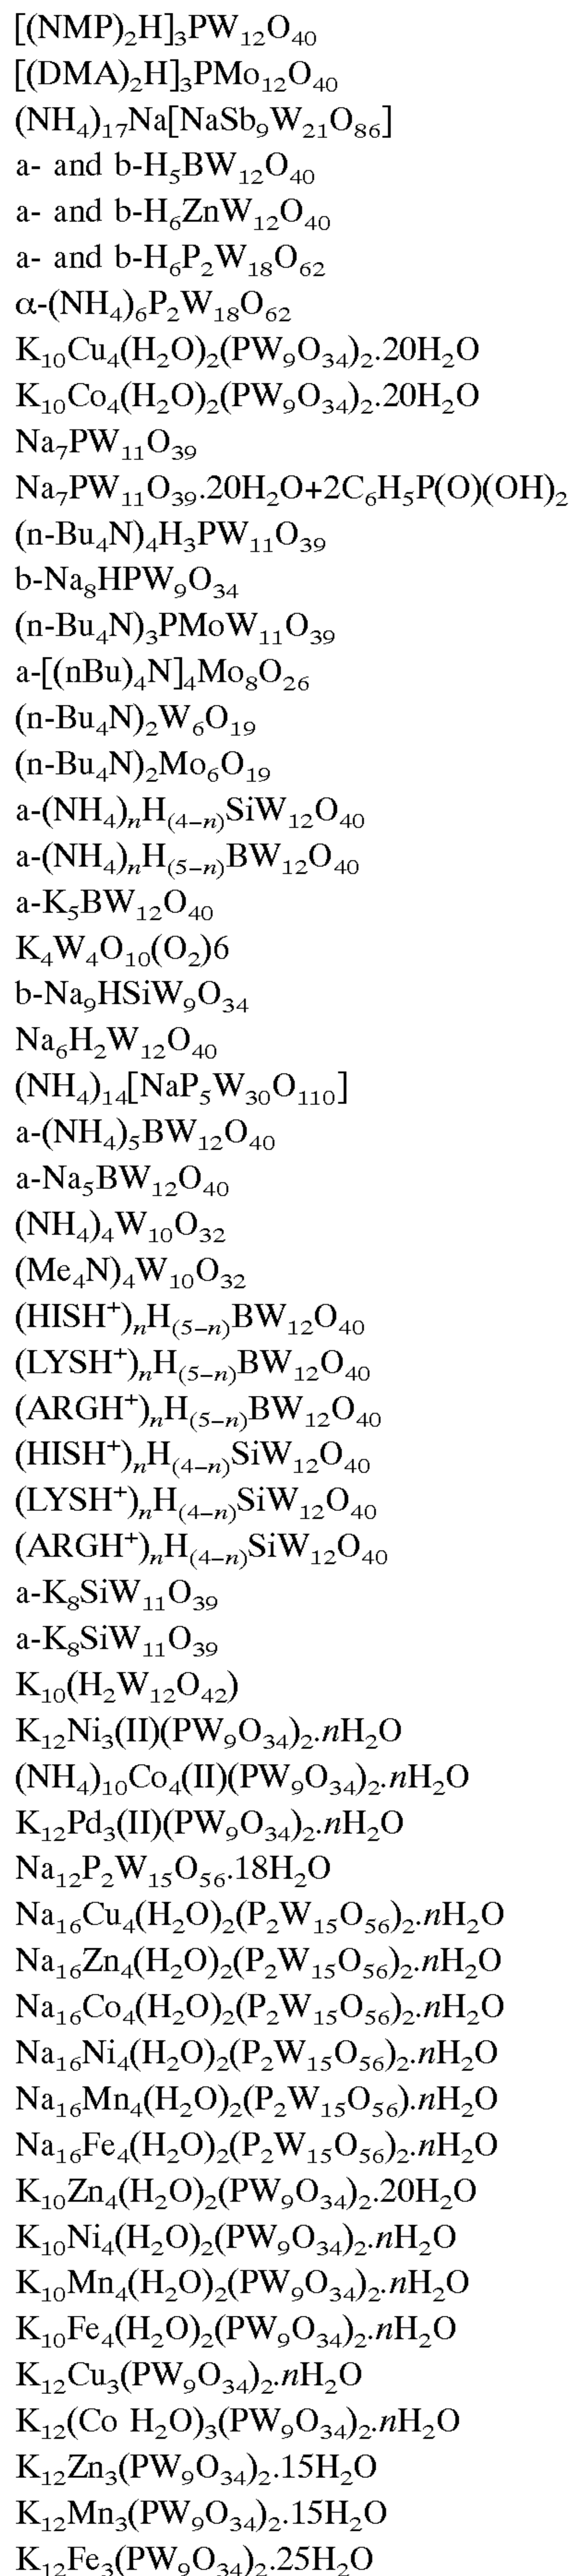 [(NMP)₂H]₃PW₁₂O₄₀
[(DMA)₂H]₃PMo₁₂O₄₀
(NH₄)₁₇Na[NaSb₉W₂₁O₈₆]
a- and b-H₅BW₁₂O₄₀
a- and b-H₆ZnW₁₂O₄₀
a- and b-H₆P₂W₁₈O₆₂
α-(NH₄)₆P₂W₁₈O₆₂
K₁₀Cu₄(H₂O)₂(PW₉O₃₄)₂.20H₂O
K₁₀Co₄(H₂O)₂(PW₉O₃₄)₂.20H₂O
Na₇PW₁₁O₃₉
Na₇PW₁₁O₃₉.20H₂O+2C₆H₅P(O)(OH)₂
(n-Bu₄N)₄H₃PW₁₁O₃₉
b-Na₈HPW₉O₃₄
(n-Bu₄N)₃PMoW₁₁O₃₉
a-[(nBu)₄N]₄Mo₈O₂₆
(n-Bu₄N)₂W₆O₁₉
(n-Bu₄N)₂Mo₆O₁₉
a-(NH₄)ₙH₍₄₋ₙ₎SiW₁₂O₄₀
a-(NH₄)ₙH₍₅₋ₙ₎BW₁₂O₄₀
a-K₅BW₁₂O₄₀
K₄W₄O₁₀(O₂)6
b-Na₉HSiW₉O₃₄
Na₆H₂W₁₂O₄₀
(NH₄)₁₄[NaP₅W₃₀O₁₁₀]
a-(NH₄)₅BW₁₂O₄₀
a-Na₅BW₁₂O₄₀
(NH₄)₄W₁₀O₃₂
(Me₄N)₄W₁₀O₃₂
(HISH⁺)ₙH₍₅₋ₙ₎BW₁₂O₄₀
(LYSH⁺)ₙH₍₅₋ₙ₎BW₁₂O₄₀
(ARGH⁺)ₙH₍₅₋ₙ₎BW₁₂O₄₀
(HISH⁺)ₙH₍₄₋ₙ₎SiW₁₂O₄₀
(LYSH⁺)ₙH₍₄₋ₙ₎SiW₁₂O₄₀
(ARGH⁺)ₙH₍₄₋ₙ₎SiW₁₂O₄₀
a-K₈SiW₁₁O₃₉
a-K₈SiW₁₁O₃₉
K₁₀(H₂W₁₂O₄₂)
K₁₂Ni₃(II)(PW₉O₃₄)₂.nH₂O
(NH₄)₁₀Co₄(II)(PW₉O₃₄)₂.nH₂O
K₁₂Pd₃(II)(PW₉O₃₄)₂.nH₂O
Na₁₂P₂W₁₅O₅₆.18H₂O
Na₁₆Cu₄(H₂O)₂(P₂W₁₅O₅₆)₂.nH₂O
Na₁₆Zn₄(H₂O)₂(P₂W₁₅O₅₆)₂.nH₂O
Na₁₆Co₄(H₂O)₂(P₂W₁₅O₅₆)₂.nH₂O
Na₁₆Ni₄(H₂O)₂(P₂W₁₅O₅₆)₂.nH₂O
Na₁₆Mn₄(H₂O)₂(P₂W₁₅O₅₆).nH₂O
Na₁₆Fe₄(H₂O)₂(P₂W₁₅O₅₆)₂.nH₂O
K₁₀Zn₄(H₂O)₂(PW₉O₃₄)₂.20H₂O
K₁₀Ni₄(H₂O)₂(PW₉O₃₄)₂.nH₂O
K₁₀Mn₄(H₂O)₂(PW₉O₃₄)₂.nH₂O
K₁₀Fe₄(H₂O)₂(PW₉O₃₄)₂.nH₂O
K₁₂Cu₃(PW₉O₃₄)₂.nH₂O
K₁₂(Co H₂O)₃(PW₉O₃₄)₂.nH₂O
K₁₂Zn₃(PW₉O₃₄)₂.15H₂O
K₁₂Mn₃(PW₉O₃₄)₂.15H₂O
K₁₂Fe₃(PW₉O₃₄)₂.25H₂O